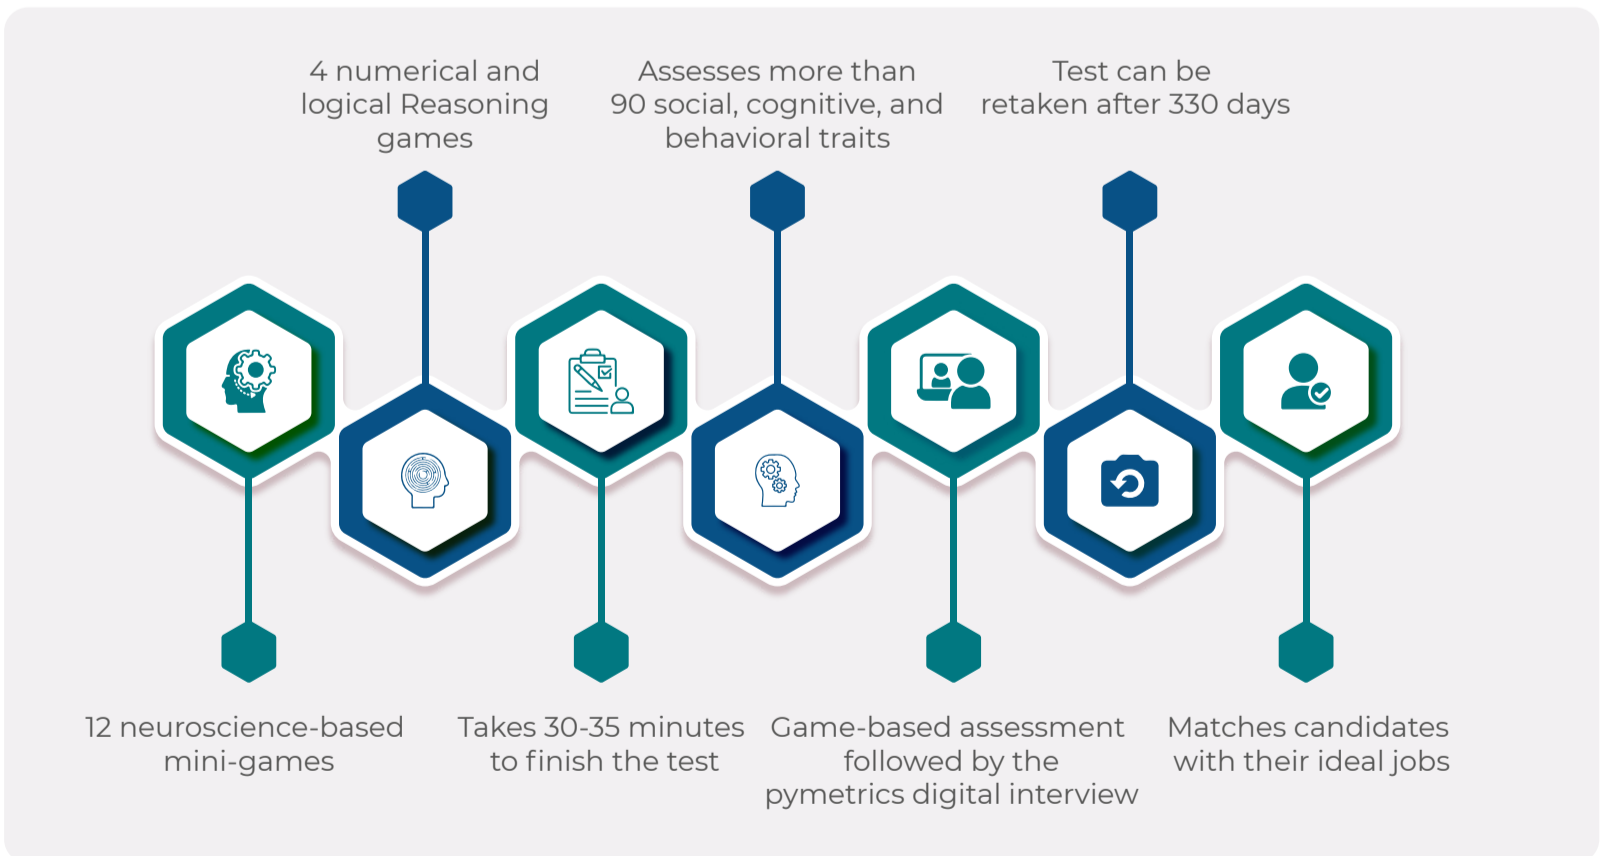 4 numerical and
logical Reasoning
games
Assesses more than
90 social, cognitive, and
behavioral traits
Test can be
retaken after 330 days
12 neuroscience-based
mini-games
Takes 30-35 minutes
to finish the test
Game-based assessment
followed by the
pymetrics digital interview
Matches candidates
with their ideal jobs